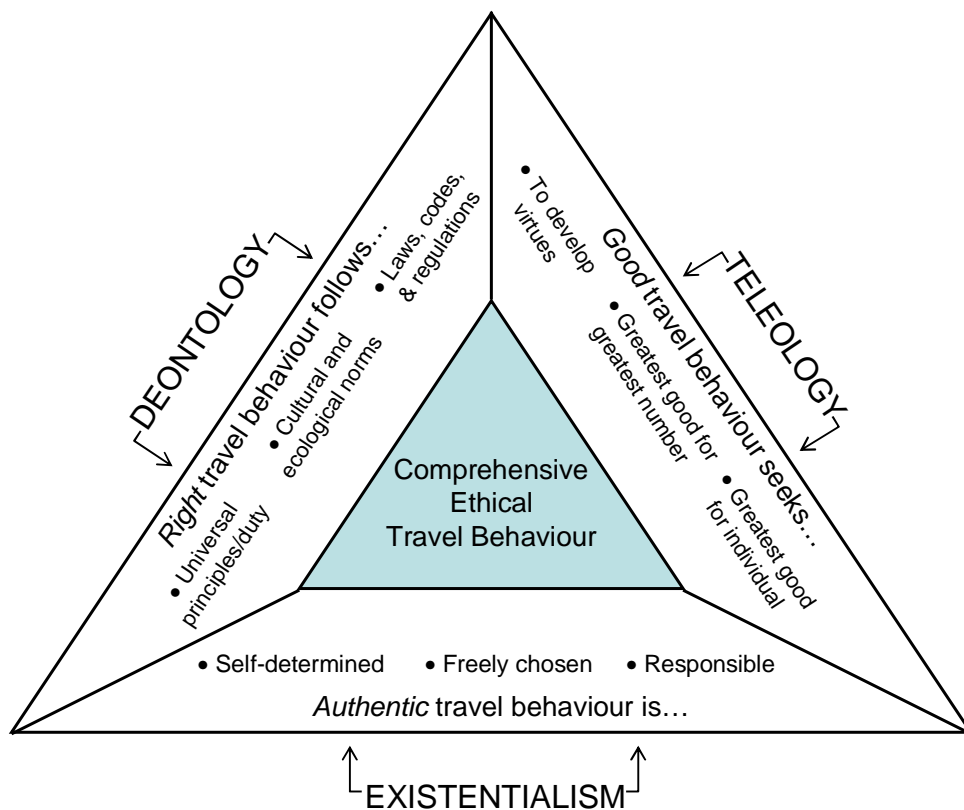 DEONTOLOGY
Right travel behaviour follows…
• Laws, codes,
& regulations
• Cultural and
ecological norms
• Universal
principles/duty
TELEOLOGY
Good travel behaviour seeks…
• To develop
virtues
• Greatest good for
greatest number
• Greatest good
for individual
Comprehensive
Ethical
Travel Behaviour
• Self-determined • Freely chosen • Responsible
Authentic travel behaviour is…
EXISTENTIALISM